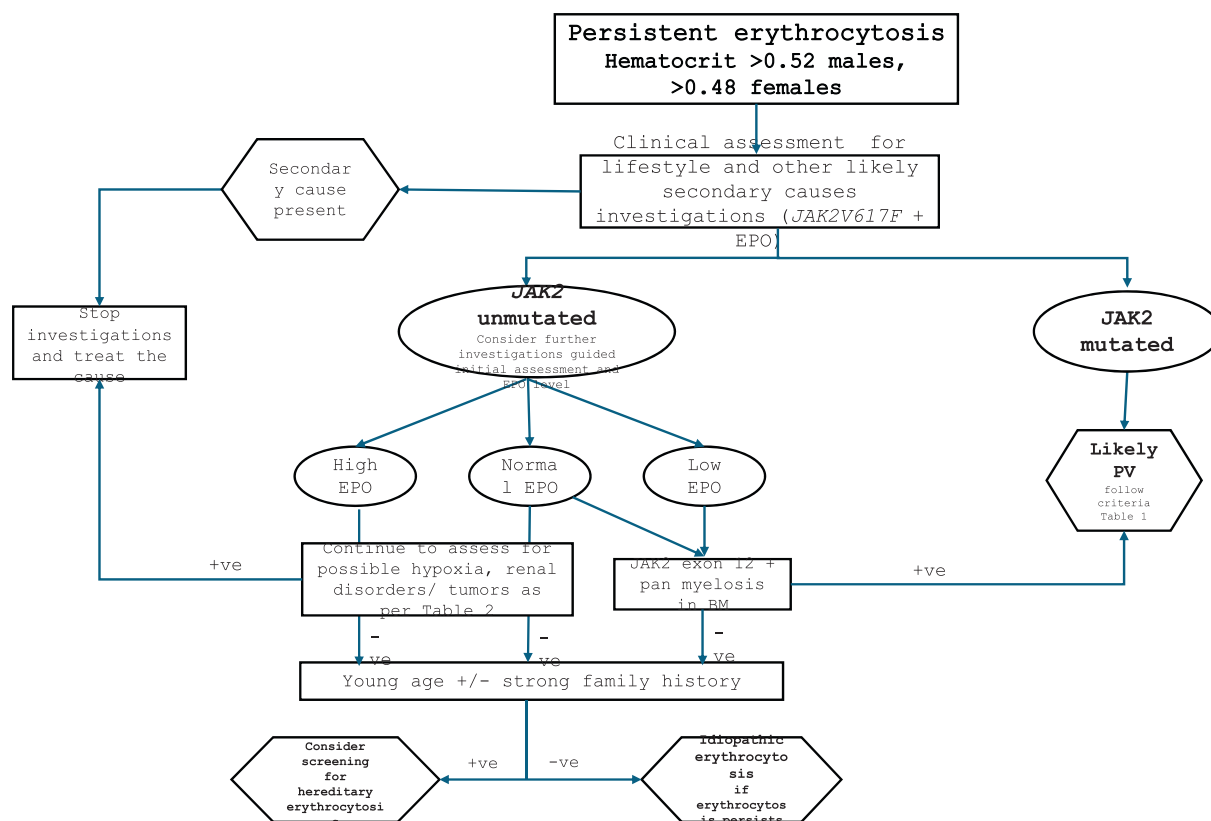 Persistent erythrocytosis
Hematocrit >0.52 males,
>0.48 females
Clinical assessment for
lifestyle and other likely
secondary causes
investigations (JAK2V617F +
EPO)
Secondar
y cause
present
Stop
investigations
and treat the
cause
JAK2
unmutated
Consider further
investigations guided
initial assessment and
EPO level
JAK2
mutated
High
EPO
Norma
l EPO
Low
EPO
Likely
PV
follow
criteria
Table 1
Continue to assess for
possible hypoxia, renal
disorders/ tumors as
per Table 2
+ve
JAK2 exon 12 +
pan myelosis
in BM
+ve
-
ve
-
ve
-
ve
Young age +/- strong family history
Consider
screening
for
hereditary
erythrocytosi
+ve
-ve
Idiopathic
erythrocyto
sis
if
erythrocytos
is persists